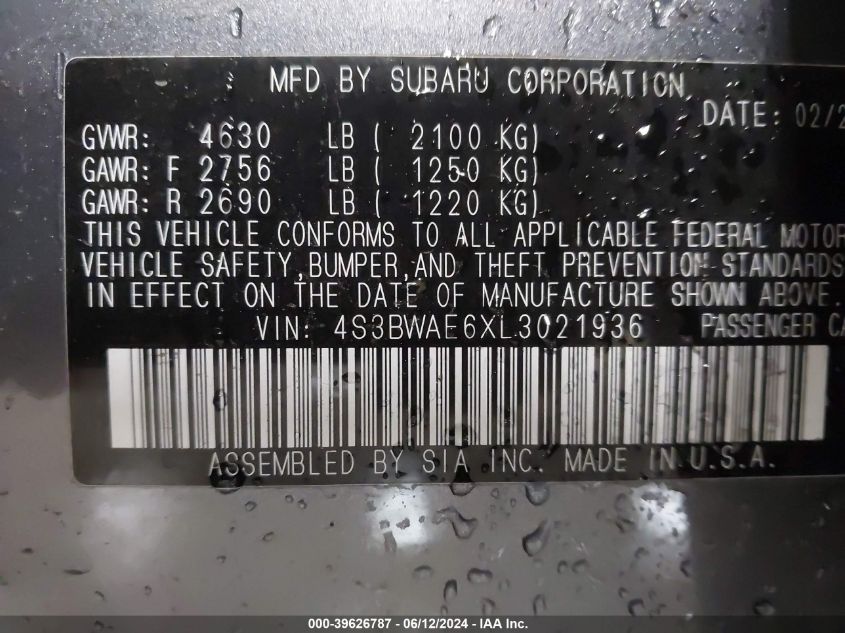 MFD BY SUBARU CORPORATION
DATE: 02/2
GVWR: 4630 LB ( 2100 KG)
GAWR: F 2756 LB ( 1250 KG)
GAWR: R 2690 LB ( 1220 KG)
THIS VEHICLE CONFORMS TO ALL APPLICABLE FEDERAL MOTOR
VEHICLE SAFETY,BUMPER,AND THEFT PREVENTION STANDARDS
IN EFFECT ON THE DATE OF MANUFACTURE SHOWN ABOVE.
VIN: 4S3BWAE6XL3021936 PASSENGER CA
ASSEMBLED BY SIA INC. MADE IN U.S.A.
000-39626787 - 06/12/2024 - IAA Inc.